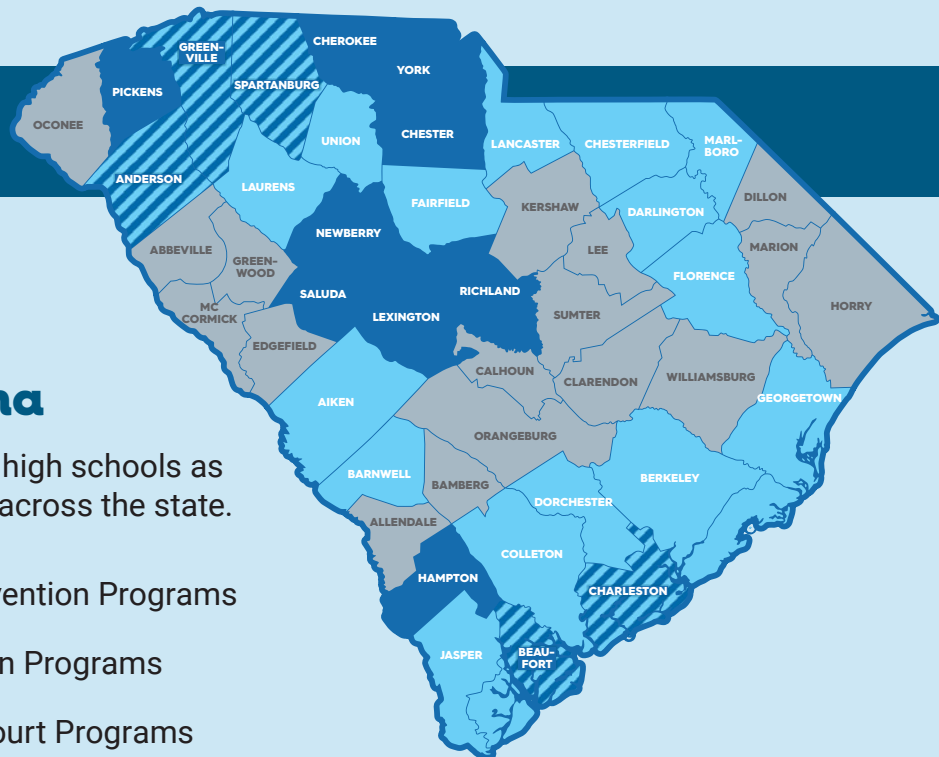 CHEROKEE
GREEN-
VILLE
YORK
SPARTANBURG
PICKENS
OCONEE
CHESTER
UNION
LANCASTER
CHESTERFIELD
MARL-
BORO
ANDERSON
LAURENS
FAIRFIELD
KERSHAW
DARLINGTON
DILLON
NEWBERRY
ABBEVILLE
LEE
MARION
GREEN-
WOOD
FLORENCE
SALUDA
RICHLAND
HORRY
MC
CORMICK
LEXINGTON
SUMTER
EDGEFIELD
CALHOUN
CLARENDON
WILLIAMSBURG
na
AIKEN
GEORGETOWN
ORANGEBURG
high schools as
across the state.
BARNWELL
BAMBERG
BERKELEY
DORCHESTER
ALLENDALE
COLLETON
HAMPTON
CHARLESTON
vention Programs
JASPER
BEAU-
FORT
n Programs
ourt Programs